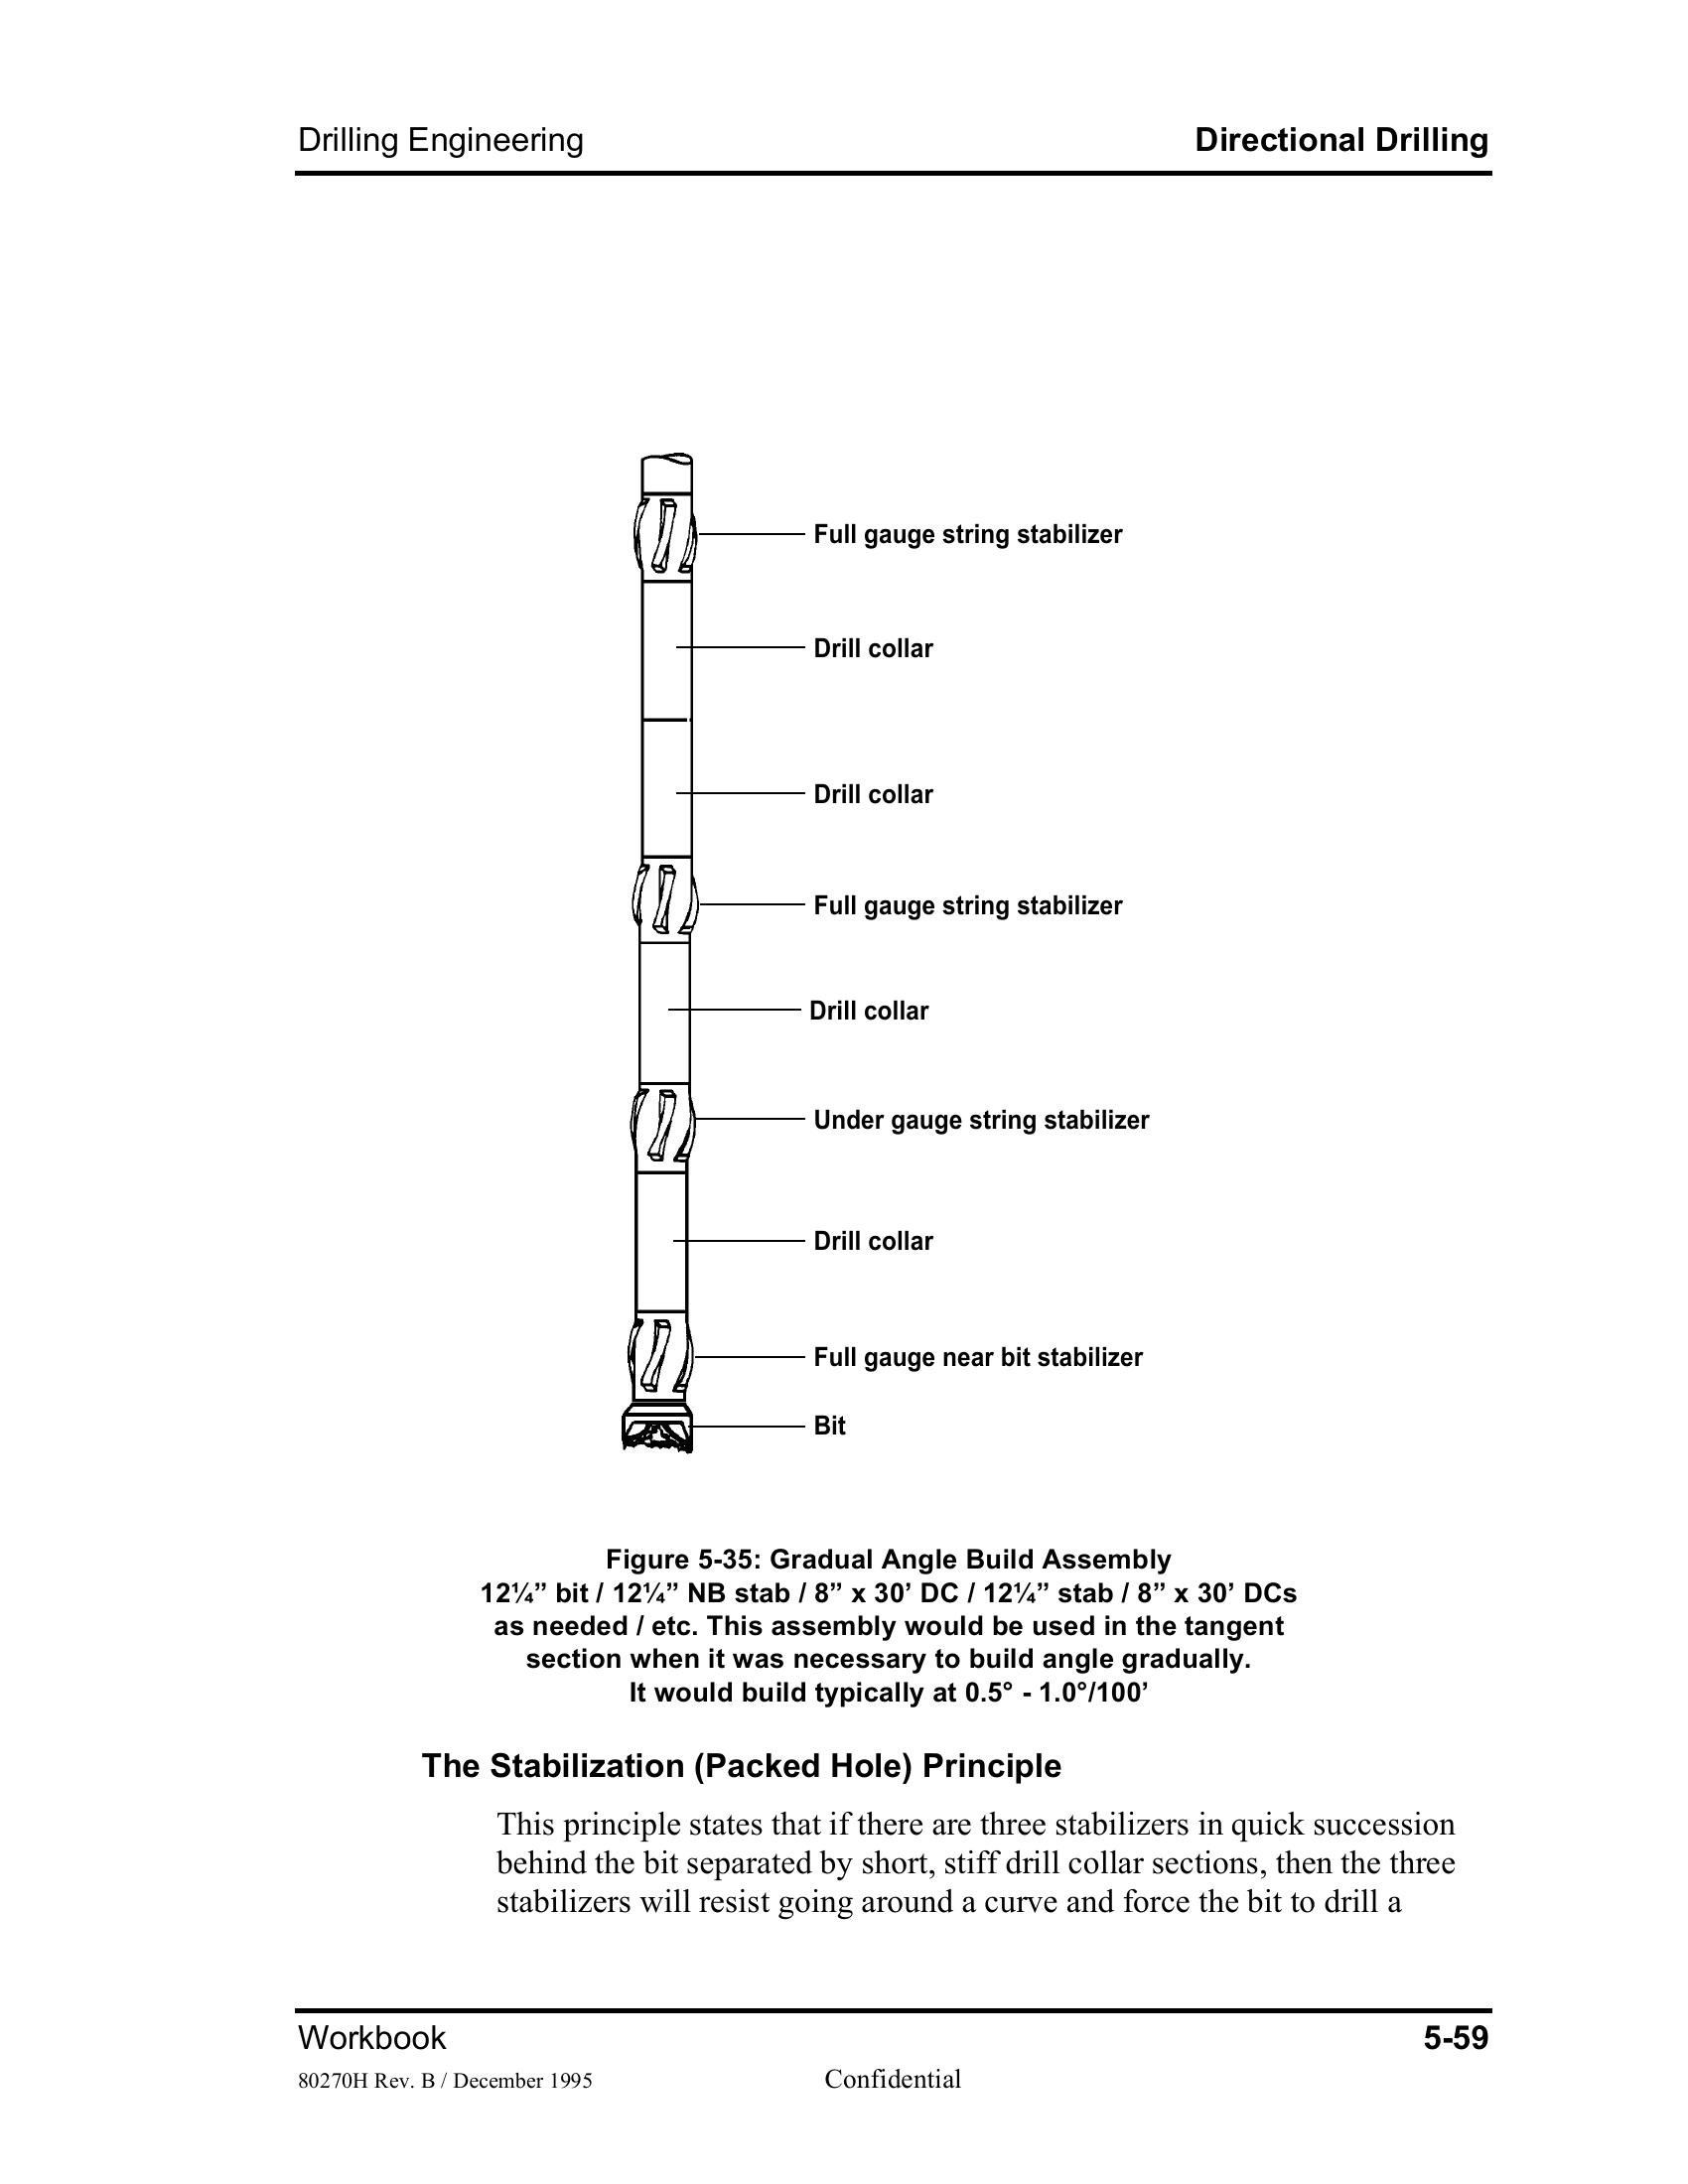 Drilling Engineering Directional Drilling
Full gauge string stabilizer
Drill collar
Drill collar
Full gauge string stabilizer
Drill collar
Under gauge string stabilizer
Drill collar
Full gauge near bit stabilizer
Bit
Figure 5-35: Gradual Angle Build Assembly
12¼” bit / 12¼” NB stab / 8” x 30’ DC / 12¼” stab / 8” x 30’ DCs
as needed / etc. This assembly would be used in the tangent
section when it was necessary to build angle gradually.
It would build typically at 0.5° - 1.0°/100’
The Stabilization (Packed Hole) Principle
This principle states that if there are three stabilizers in quick succession
behind the bit separated by short, stiff drill collar sections, then the three
stabilizers will resist going around a curve and force the bit to drill a
Workbook 5-59
80270H Rev. B / December 1995 Confidential